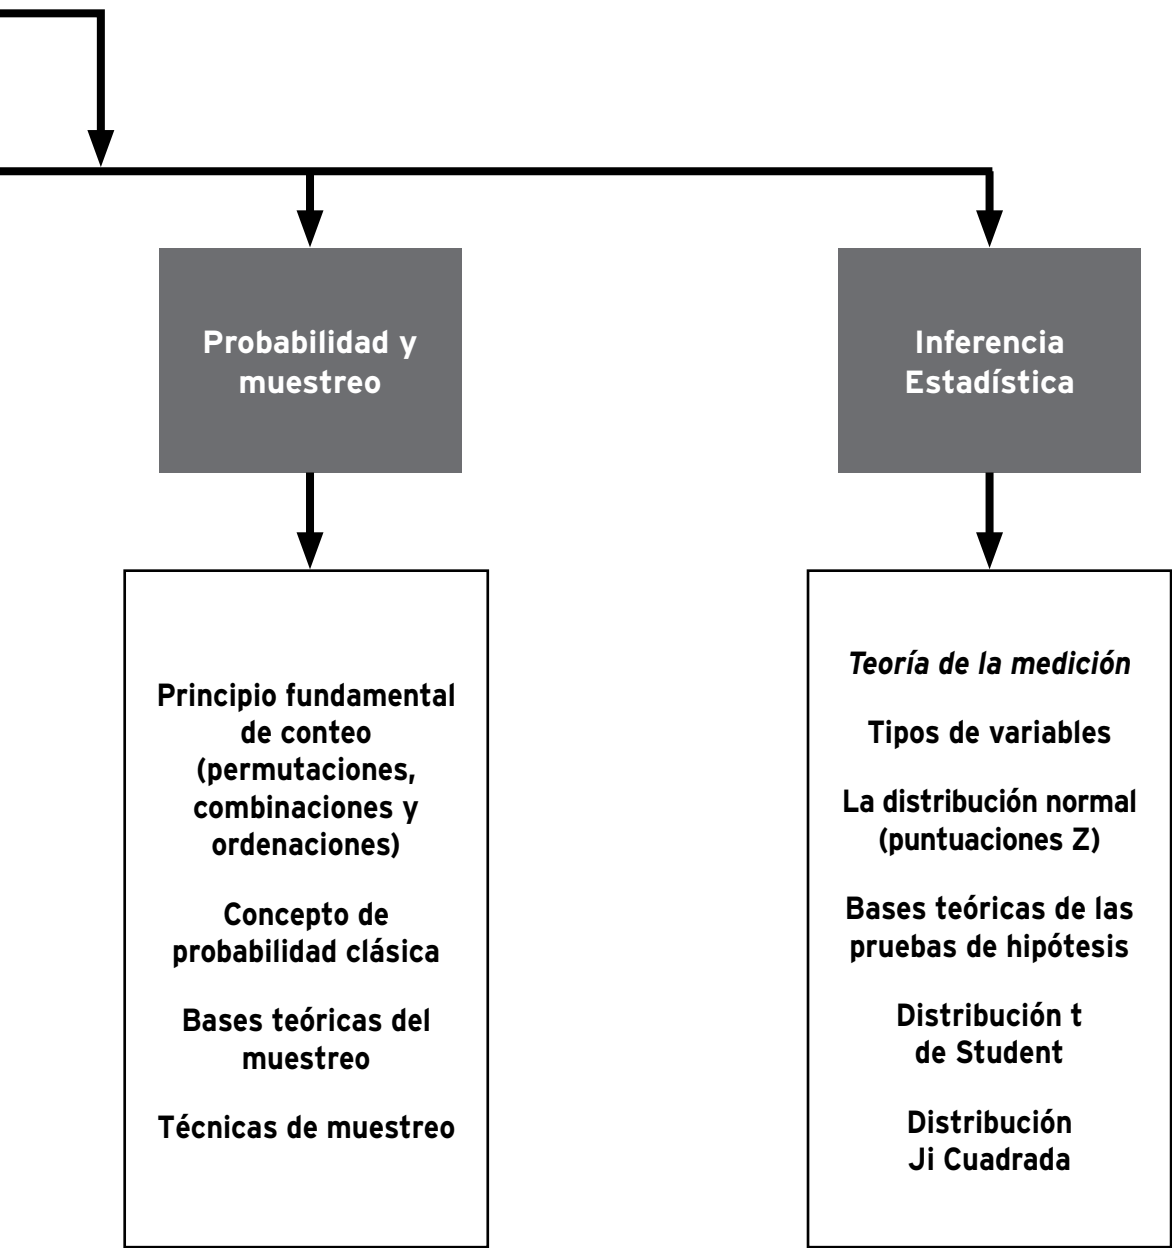 Probabilidad y
muestreo
Principio fundamental
de conteo
(permutaciones,
combinaciones y
ordenaciones)
Concepto de
probabilidad clásica
Bases teóricas del
muestreo
Técnicas de muestreo
Inferencia
Estadística
Teoría de la medición
Tipos de variables
La distribución normal
(puntuaciones Z)
Bases teóricas de las
pruebas de hipótesis
Distribución t
de Student
Distribución
Ji Cuadrada